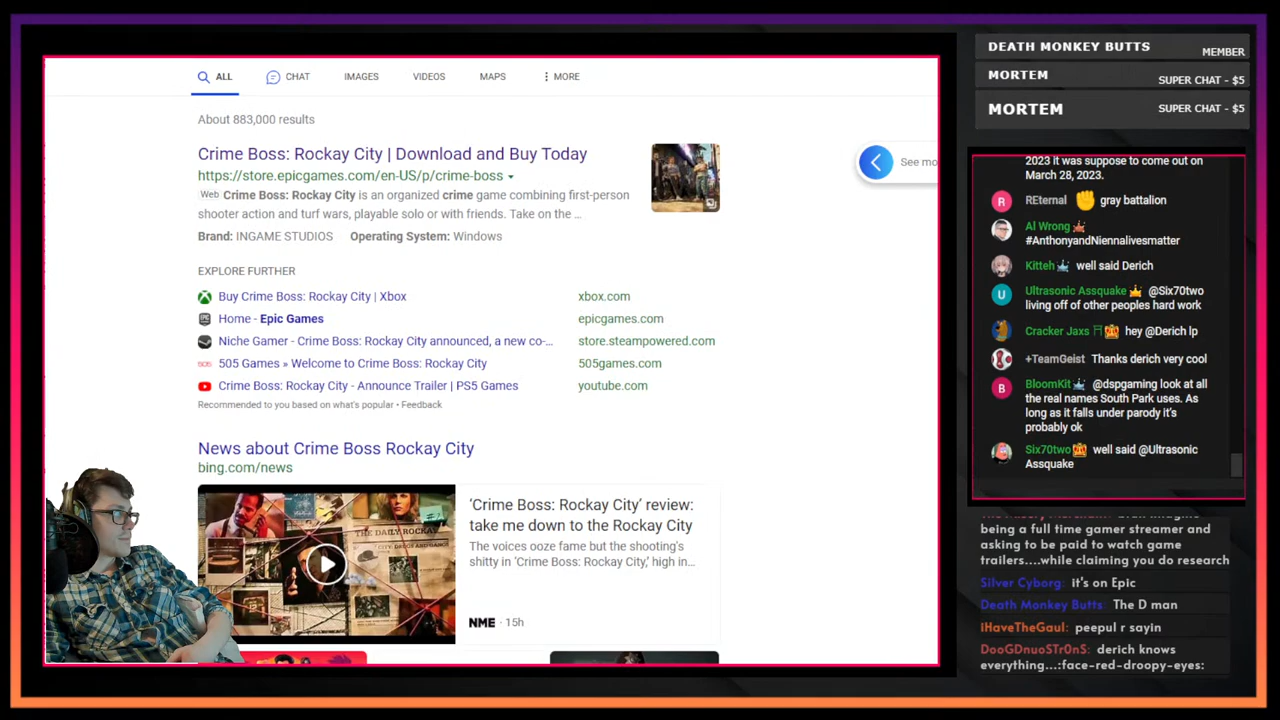 ALL
CHAT
IMAGES
VIDEOS
MAPS
MORE
About 883,000 results
Crime Boss: Rockay City | Download and Buy Today
https://store.epicgames.com/en-US/p/crime-boss
Web Crime Boss: Rockay City is an organized crime game combining first-person
shooter action and turf wars, playable solo or with friends. Take on the ...
Brand: INGAME STUDIOS Operating System: Windows
See mo
EXPLORE FURTHER
Buy Crime Boss: Rockay City | Xbox xbox.com
Home - Epic Games epicgames.com
Niche Gamer - Crime Boss: Rockay City announced, a new co-... store.steampowered.com
505 Games » Welcome to Crime Boss: Rockay City 505games.com
Crime Boss: Rockay City - Announce Trailer | PS5 Games youtube.com
Recommended to you based on what's popular • Feedback
News about Crime Boss Rockay City
bing.com/news
THE DAILY ROCKAY
'Crime Boss: Rockay City' review:
take me down to the Rockay City
The voices ooze fame but the shooting's
shitty in 'Crime Boss: Rockay City,' high in...
NME · 15h
DEATH MONKEY BUTTS MEMBER
MORTEM SUPER CHAT - $5
MORTEM SUPER CHAT - $5
2023 it was suppose to come out on
March 28, 2023.
REternal gray battalion
Al Wrong
#AnthonyandNiennalivesmatter
Kitteh well said Derich
Ultrasonic Assquake @Six70two
living off of other peoples hard work
Cracker Jaxs hey @Derich lp
+TeamGeist Thanks derich very cool
BloomKit @dspgaming look at all
the real names South Park uses. As
long as it falls under parody it's
probably ok
Six70two well said @Ultrasonic
Assquake
being a full time gamer streamer and
asking to be paid to watch game
trailers....while claiming you do research
Silver Cyborg: it's on Epic
Death Monkey Butts: The D man
iHaveTheGaul: peepul r sayin
DooGDnuoSTr0nS: derich knows
everything...:face-red-droopy-eyes: